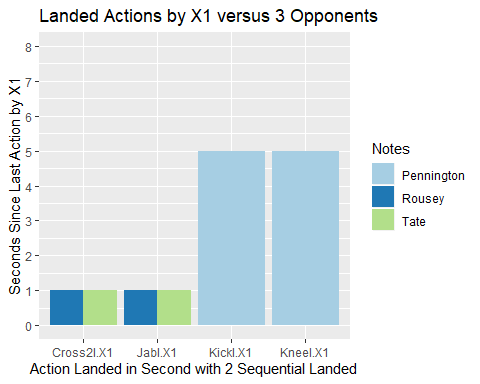 Landed Actions by X1 versus 3 Opponents
Seconds Since Last Action by X1
8
7
6
5
4
3
2
1
0
Cross2l.X1 Jabl.X1 Kickl.X1 Kneel.X1
Action Landed in Second with 2 Sequential Landed
Notes
Pennington
Rousey
Tate